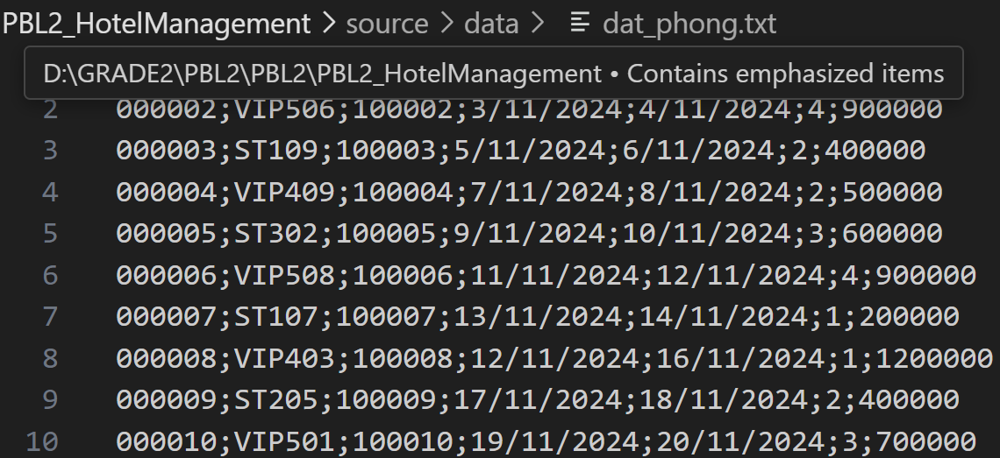 PBL2_HotelManagement > source > data > dat_phong.txt
D:\GRADE2\PBL2\PBL2\PBL2_HotelManagement • Contains emphasized items
2 000002;VIP506;100002;3/11/2024;4/11/2024;4;900000
3 000003;ST109;100003;5/11/2024;6/11/2024;2;400000
4 000004;VIP409;100004;7/11/2024;8/11/2024;2;500000
5 000005;ST302;100005;9/11/2024;10/11/2024;3;600000
6 000006;VIP508;100006;11/11/2024;12/11/2024;4;900000
7 000007;ST107;100007;13/11/2024;14/11/2024;1;200000
8 000008;VIP403;100008;12/11/2024;16/11/2024;1;1200000
9 000009;ST205;100009;17/11/2024;18/11/2024;2;400000
10 000010;VIP501;100010;19/11/2024;20/11/2024;3;700000